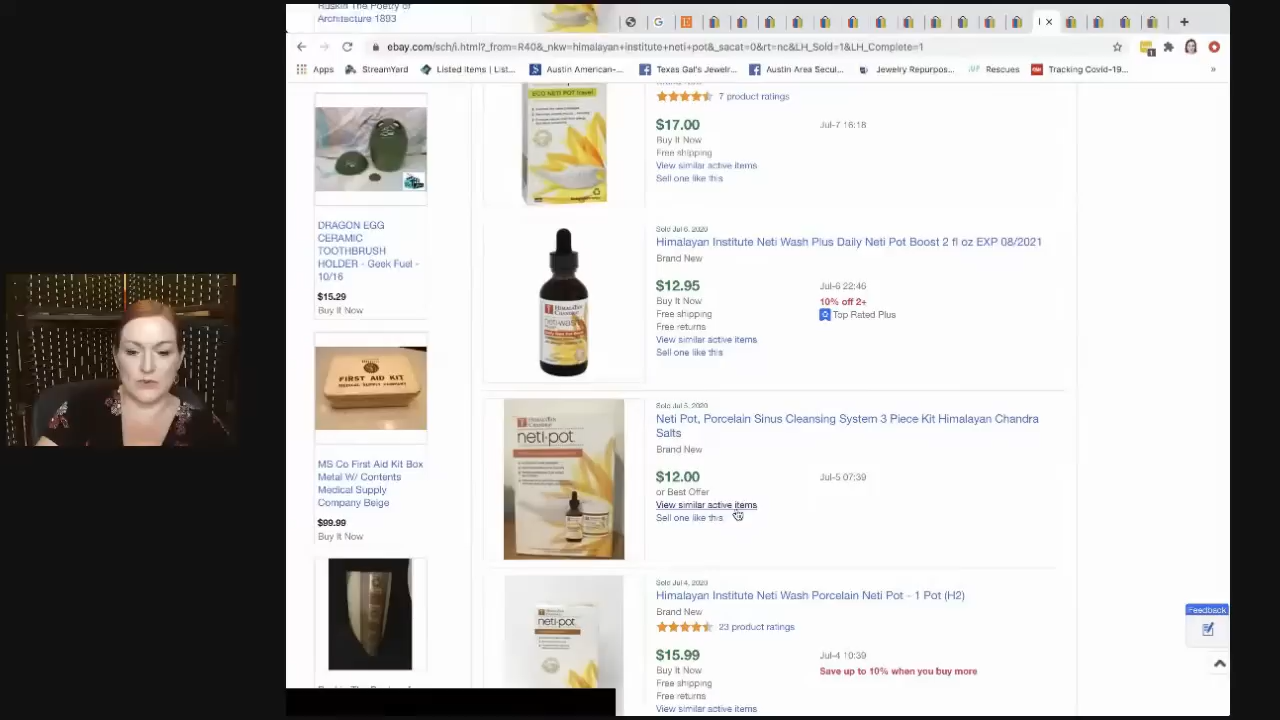 Ruskin The Poetry of
Architecture 1893
ebay.com/sch/i.html?_from=R40&_nkw=himalayan+institute+neti+pot&_sacat=0&rt=nc&LH_Sold=1&LH_Complete=1
Apps
StreamYard
Listed Items | List...
Austin American-...
Texas Gal's Jewelr...
Austin Area Secul...
Jewelry Repurpos...
Rescues
Tracking Covid-19...
»
DRAGON EGG
CERAMIC
TOOTHBRUSH
HOLDER - Geek Fuel -
10/16
$15.29
Buy It Now
FIRST AID KIT
MS Co First Aid Kit Box
Metal W/ Contents
Medical Supply
Company Beige
$99.99
Buy It Now
ECO NETI POT travel
7 product ratings
$17.00
Jul-7 16:18
Buy It Now
Free shipping
View similar active items
Sell one like this
Sold Jul 6, 2020
Himalayan Institute Neti Wash Plus Daily Neti Pot Boost 2 fl oz EXP 08/2021
Brand New
$12.95
Jul-6 22:46
Buy It Now
10% off 2+
Free shipping
Top Rated Plus
Free returns
View similar active items
Sell one like this
Sold Jul 5, 2020
Neti Pot, Porcelain Sinus Cleansing System 3 Piece Kit Himalayan Chandra
Salts
Brand New
neti·pot
$12.00
Jul-5 07:39
or Best Offer
View similar active items
Sell one like this
Sold Jul 4, 2020
Himalayan Institute Neti Wash Porcelain Neti Pot - 1 Pot (H2)
Brand New
23 product ratings
neti·pot
$15.99
Jul-4 10:39
Buy It Now
Save up to 10% when you buy more
Free shipping
Free returns
View similar active items
Feedback